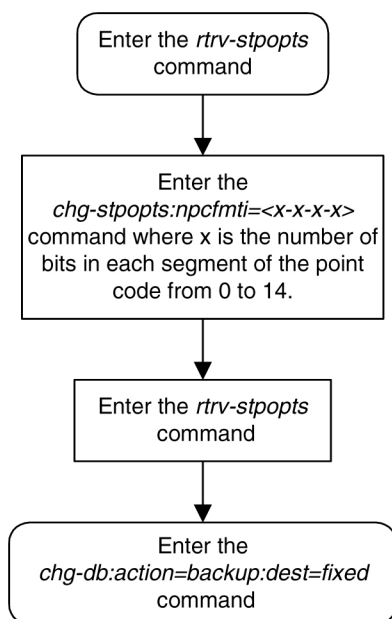 Enter the rtrv-stpopts
command
Enter the
chg-stpopts:npcfmti=<x-x-x-x>
command where x is the number of
bits in each segment of the point
code from 0 to 14.
Enter the rtrv-stpopts
command
Enter the
chg-db:action=backup:dest=fixed
command